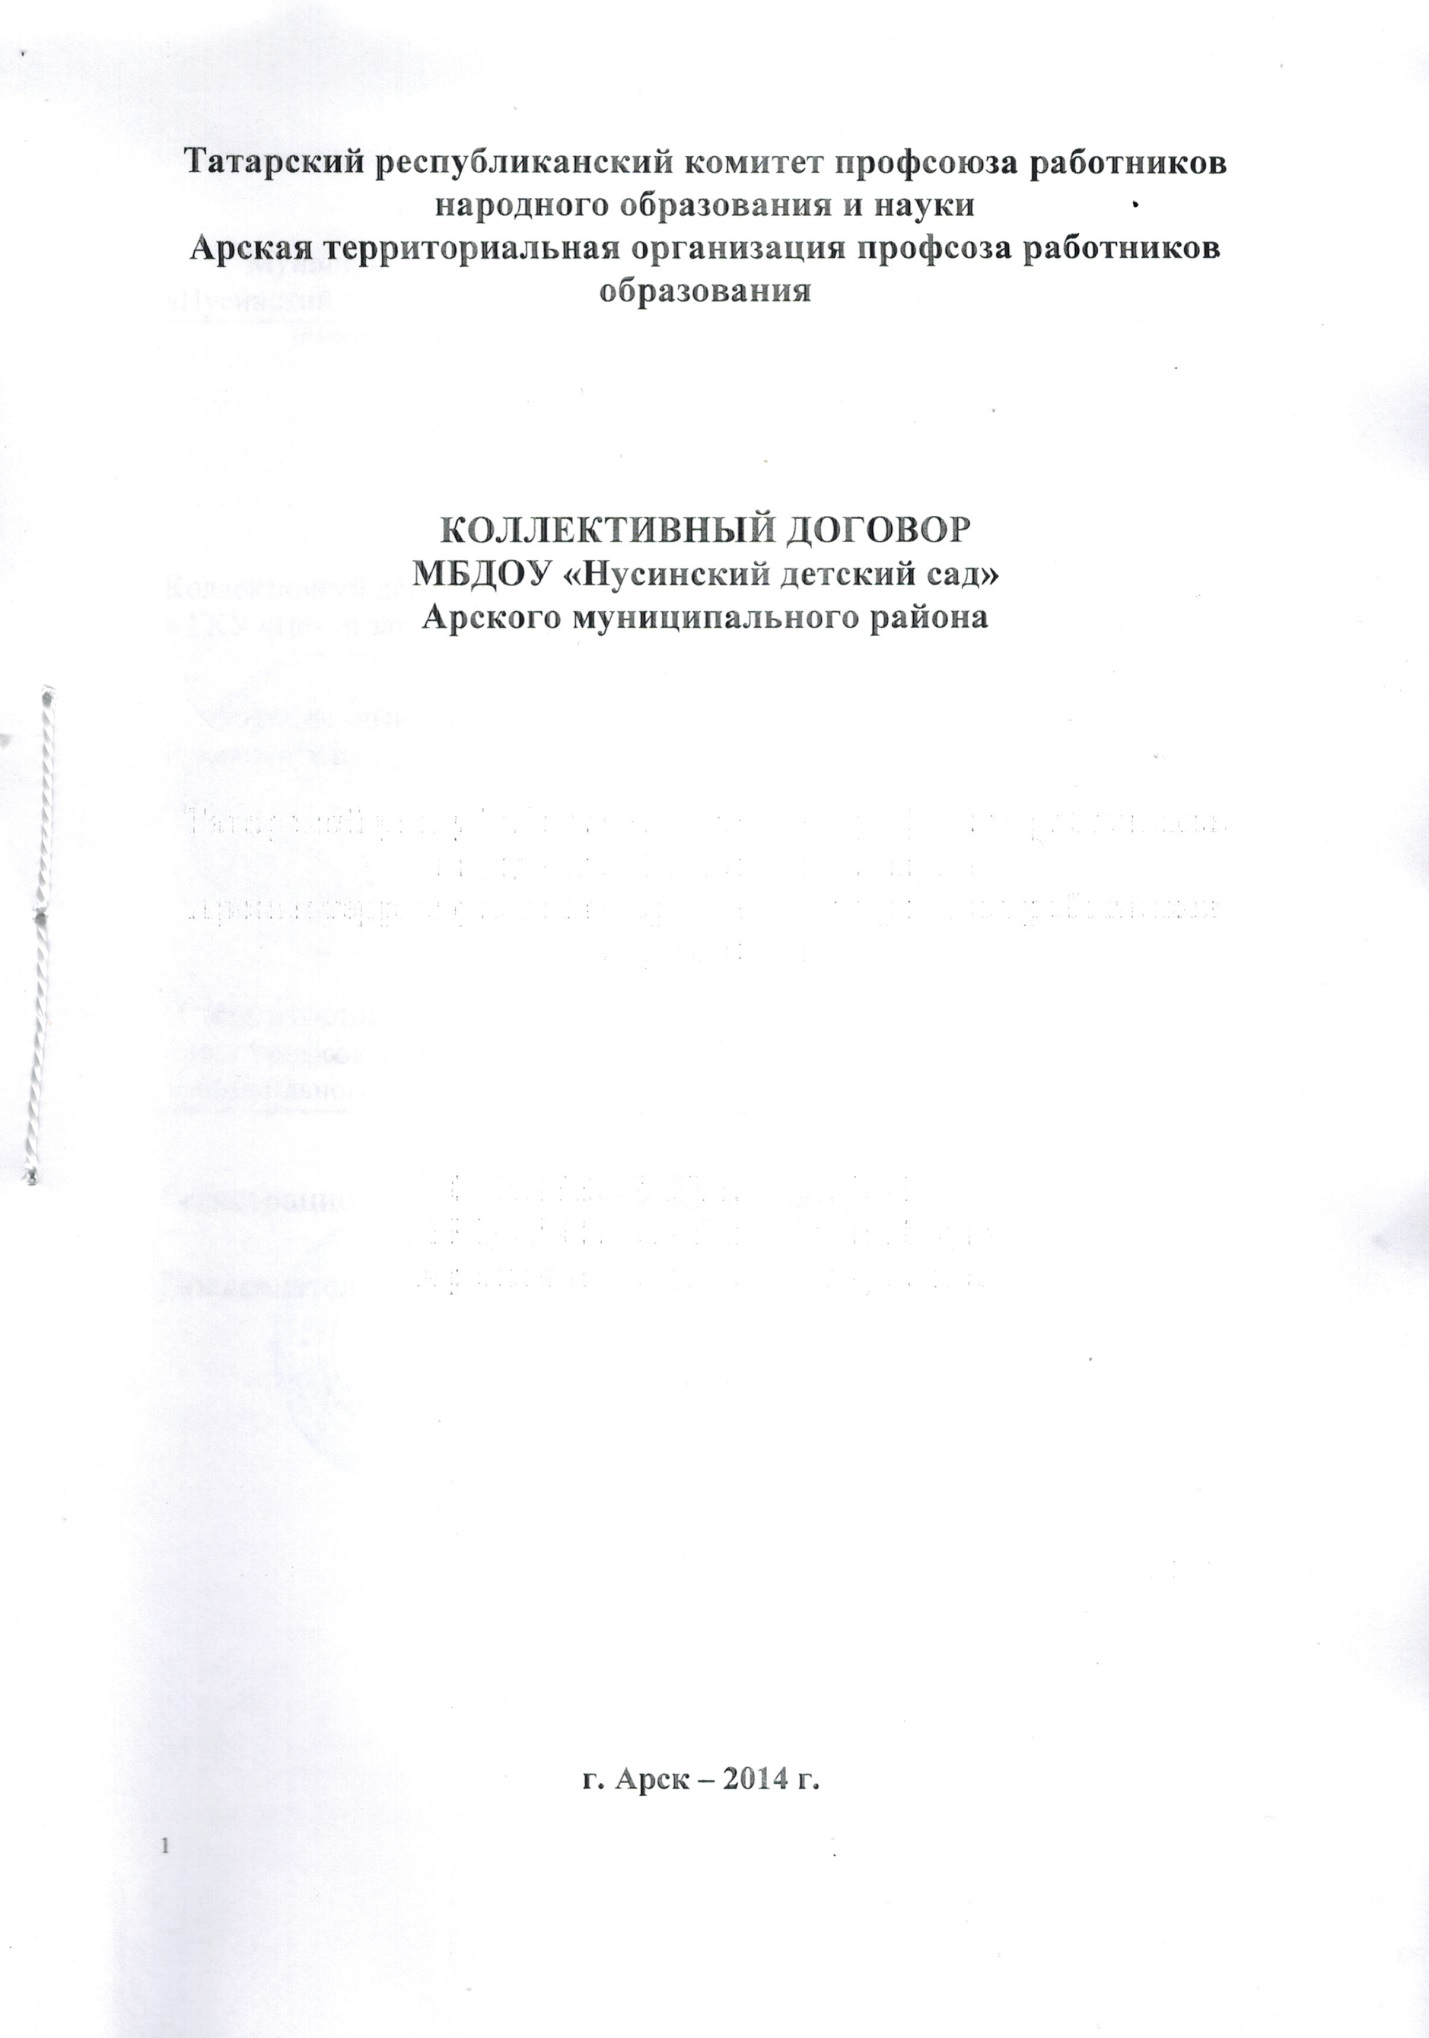 Татарский республиканский комитет профсоюза работников
народного образования и науки
Арская территориальная организация профсоза работников
образования
КОЛЛЕКТИВНЫЙ ДОГОВОР
МБДОУ «Нусинский детский сад»
Арского муниципального района
г. Арск – 2014 г.
1